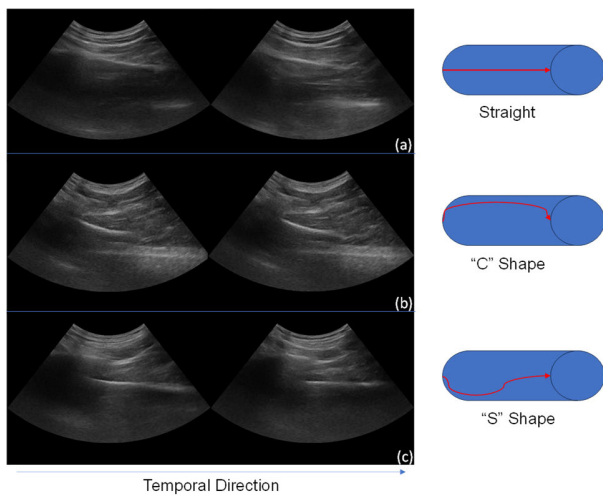 (a)
Straight
(b)
“C” Shape
(c)
“S” Shape
Temporal Direction